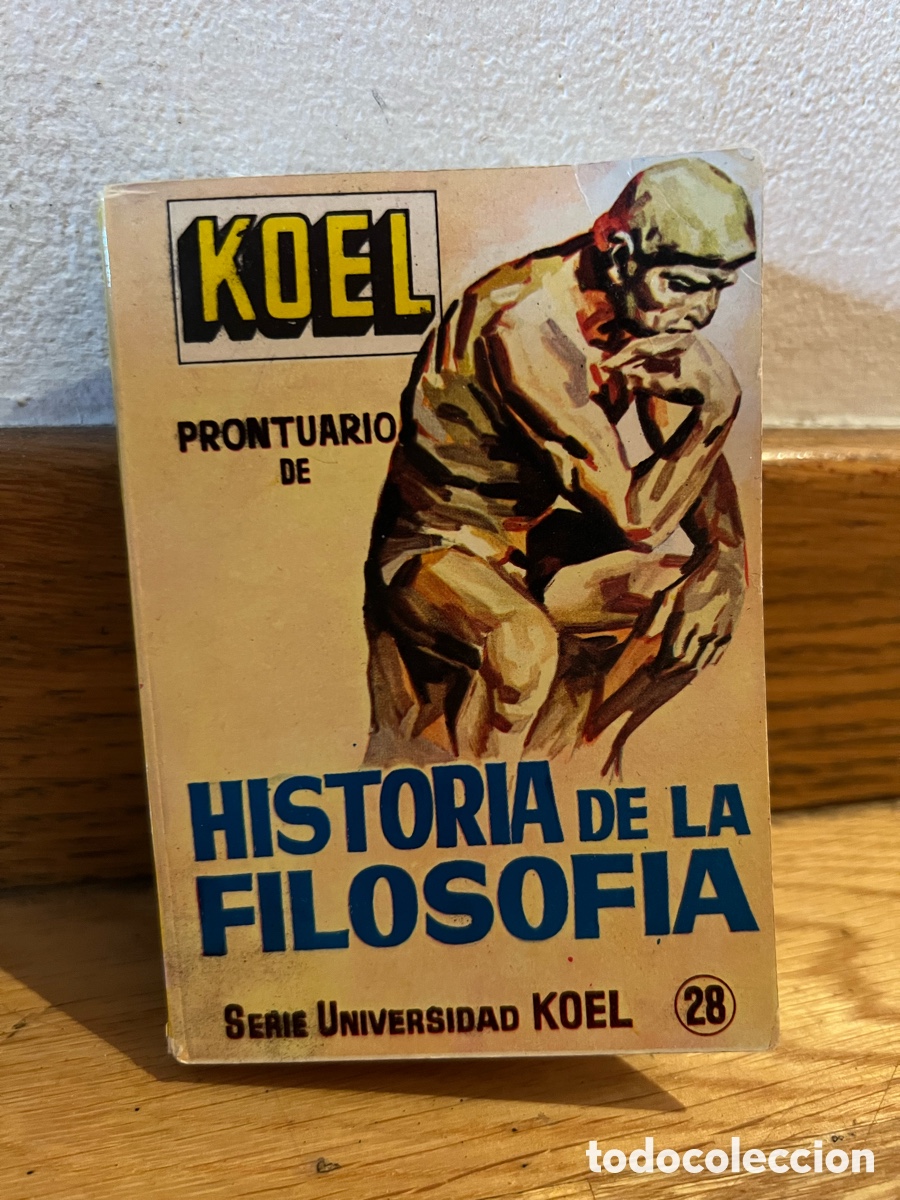 KOEL
PRONTUARIO
DE
HISTORIA DE LA
FILOSOFIA
SERIE UNIVERSIDAD KOEL 28
todocoleccion